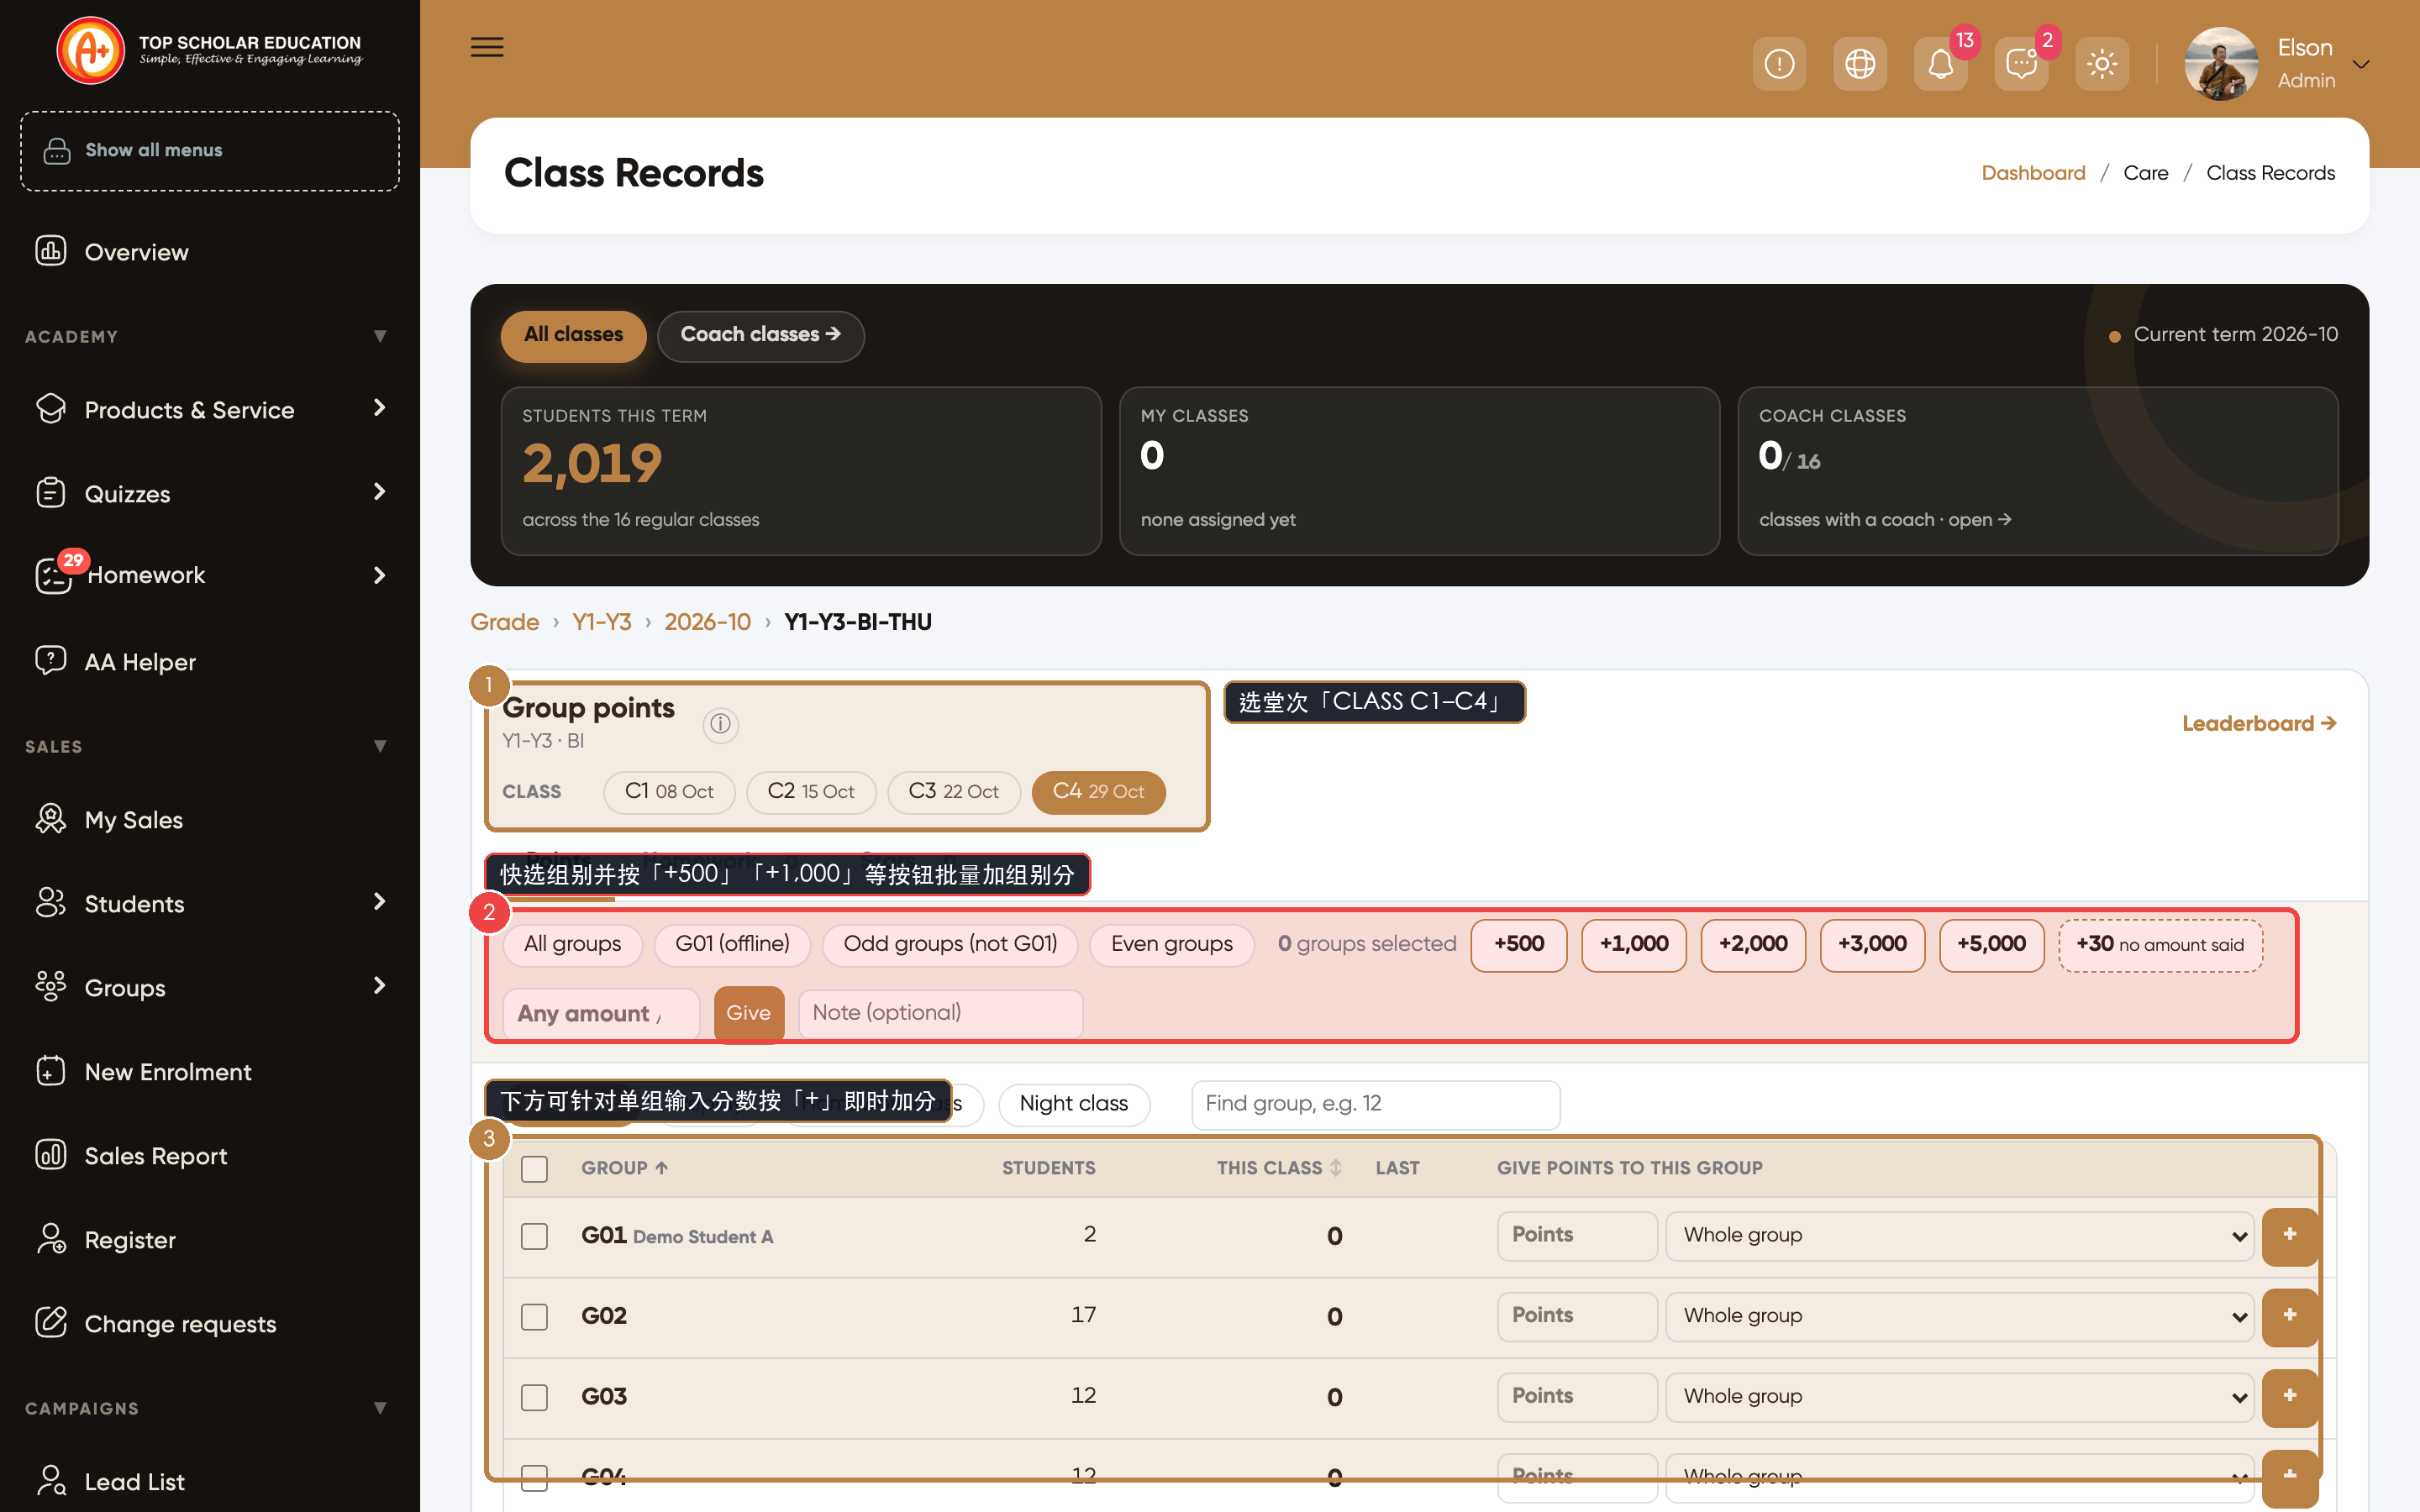 TOP SCHOLAR EDUCATION
Simple, Effective & Engaging Learning
Show all menus
Overview
ACADEMY
Products & Service
Quizzes
29
Homework
AA Helper
SALES
My Sales
Students
Groups
New Enrolment
Sales Report
Register
Change requests
CAMPAIGNS
Lead List
13
2
Elson
Admin
Class Records
Dashboard / Care / Class Records
All classes
Coach classes →
Current term 2026-10
STUDENTS THIS TERM
2,019
across the 16 regular classes
MY CLASSES
0
none assigned yet
COACH CLASSES
0 / 16
classes with a coach · open →
Grade › Y1-Y3 › 2026-10 › Y1-Y3-BI-THU
1
Group points
Y1-Y3 · BI
选堂次「CLASS C1–C4」
Leaderboard →
CLASS
C1 08 Oct
C2 15 Oct
C3 22 Oct
C4 29 Oct
快选组别并按「+500」「+1,000」等按钮批量加组别分
2
All groups
G01 (offline)
Odd groups (not G01)
Even groups
0 groups selected
+500
+1,000
+2,000
+3,000
+5,000
+30 no amount said
Any amount
Give
Note (optional)
下方可针对单组输入分数按「+」即时加分
Night class
Find group, e.g. 12
3
GROUP ↑ STUDENTS THIS CLASS LAST GIVE POINTS TO THIS GROUP
G01 Demo Student A 2 0 Points Whole group +
G02 17 0 Points Whole group +
G03 12 0 Points Whole group +
G04 12 0 Points Whole group +